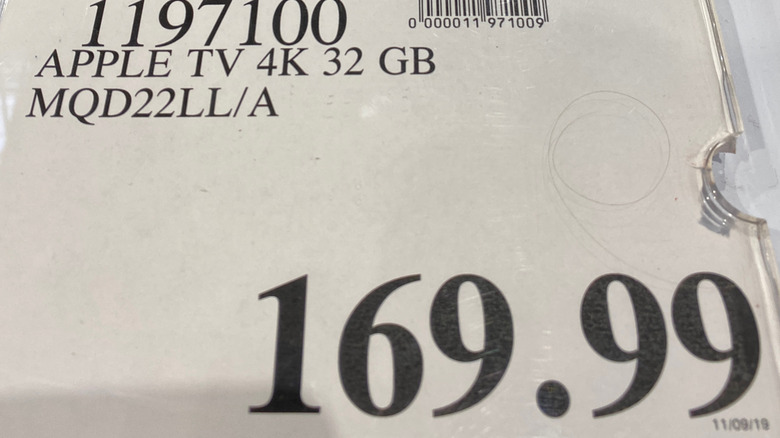 1197100
0 000011 971009
APPLE TV 4K 32 GB
MQD22LL/A
169.99
11/09/19